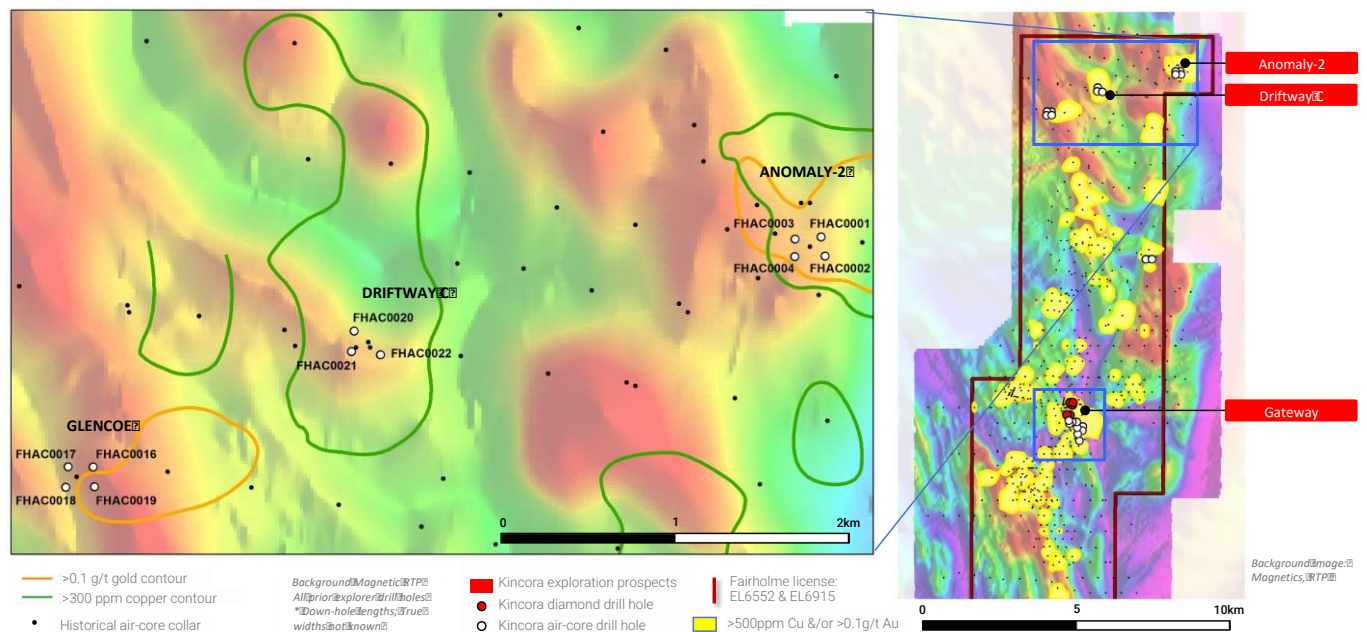 ANOMALY-2
FHAC0003 FHAC0001
FHAC0004 FHAC0002
DRIFTWAY C
FHAC0020
FHAC0021 FHAC0022
GLENCOE
FHAC0017 FHAC0016
FHAC0018 FHAC0019
0 1 2km
Anomaly-2
Driftway C
Gateway
0 5 10km
Background image:
Magnetics, RTP
>0.1 g/t gold contour
>300 ppm copper contour
Historical air-core collar
Background Magnetic RTP
All prior explorer drill holes
* Down-hole lengths; True
widths not known
Kincora exploration prospects
Kincora diamond drill hole
Kincora air-core drill hole
Fairholme license:
EL6552 & EL6915
>500ppm Cu &/or >0.1g/t Au